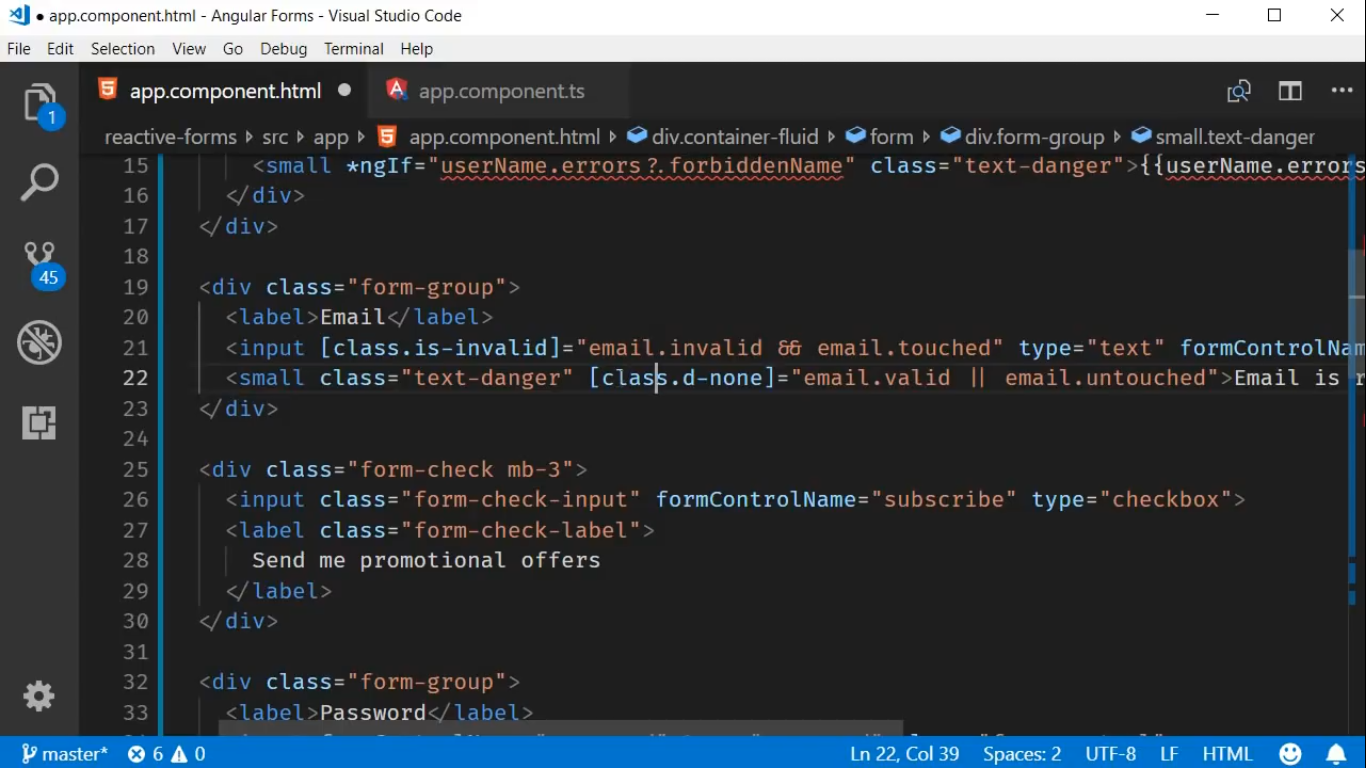 app.component.html - Angular Forms - Visual Studio Code
File Edit Selection View Go Debug Terminal Help
app.component.html app.component.ts
reactive-forms src app app.component.html div.container-fluid form div.form-group small.text-danger
15 <small *ngIf="userName.errors?.forbiddenName" class="text-danger">{{userName.errors
16 </div>
17 </div>
18
19 <div class="form-group">
20 <label>Email</label>
21 <input [class.is-invalid]="email.invalid && email.touched" type="text" formControlNam
22 <small class="text-danger" [class.d-none]="email.valid || email.untouched">Email is r
23 </div>
24
25 <div class="form-check mb-3">
26 <input class="form-check-input" formControlName="subscribe" type="checkbox">
27 <label class="form-check-label">
28 Send me promotional offers
29 </label>
30 </div>
31
32 <div class="form-group">
33 <label>Password</label>
1
45
master* 6 0 Ln 22, Col 39 Spaces: 2 UTF-8 LF HTML